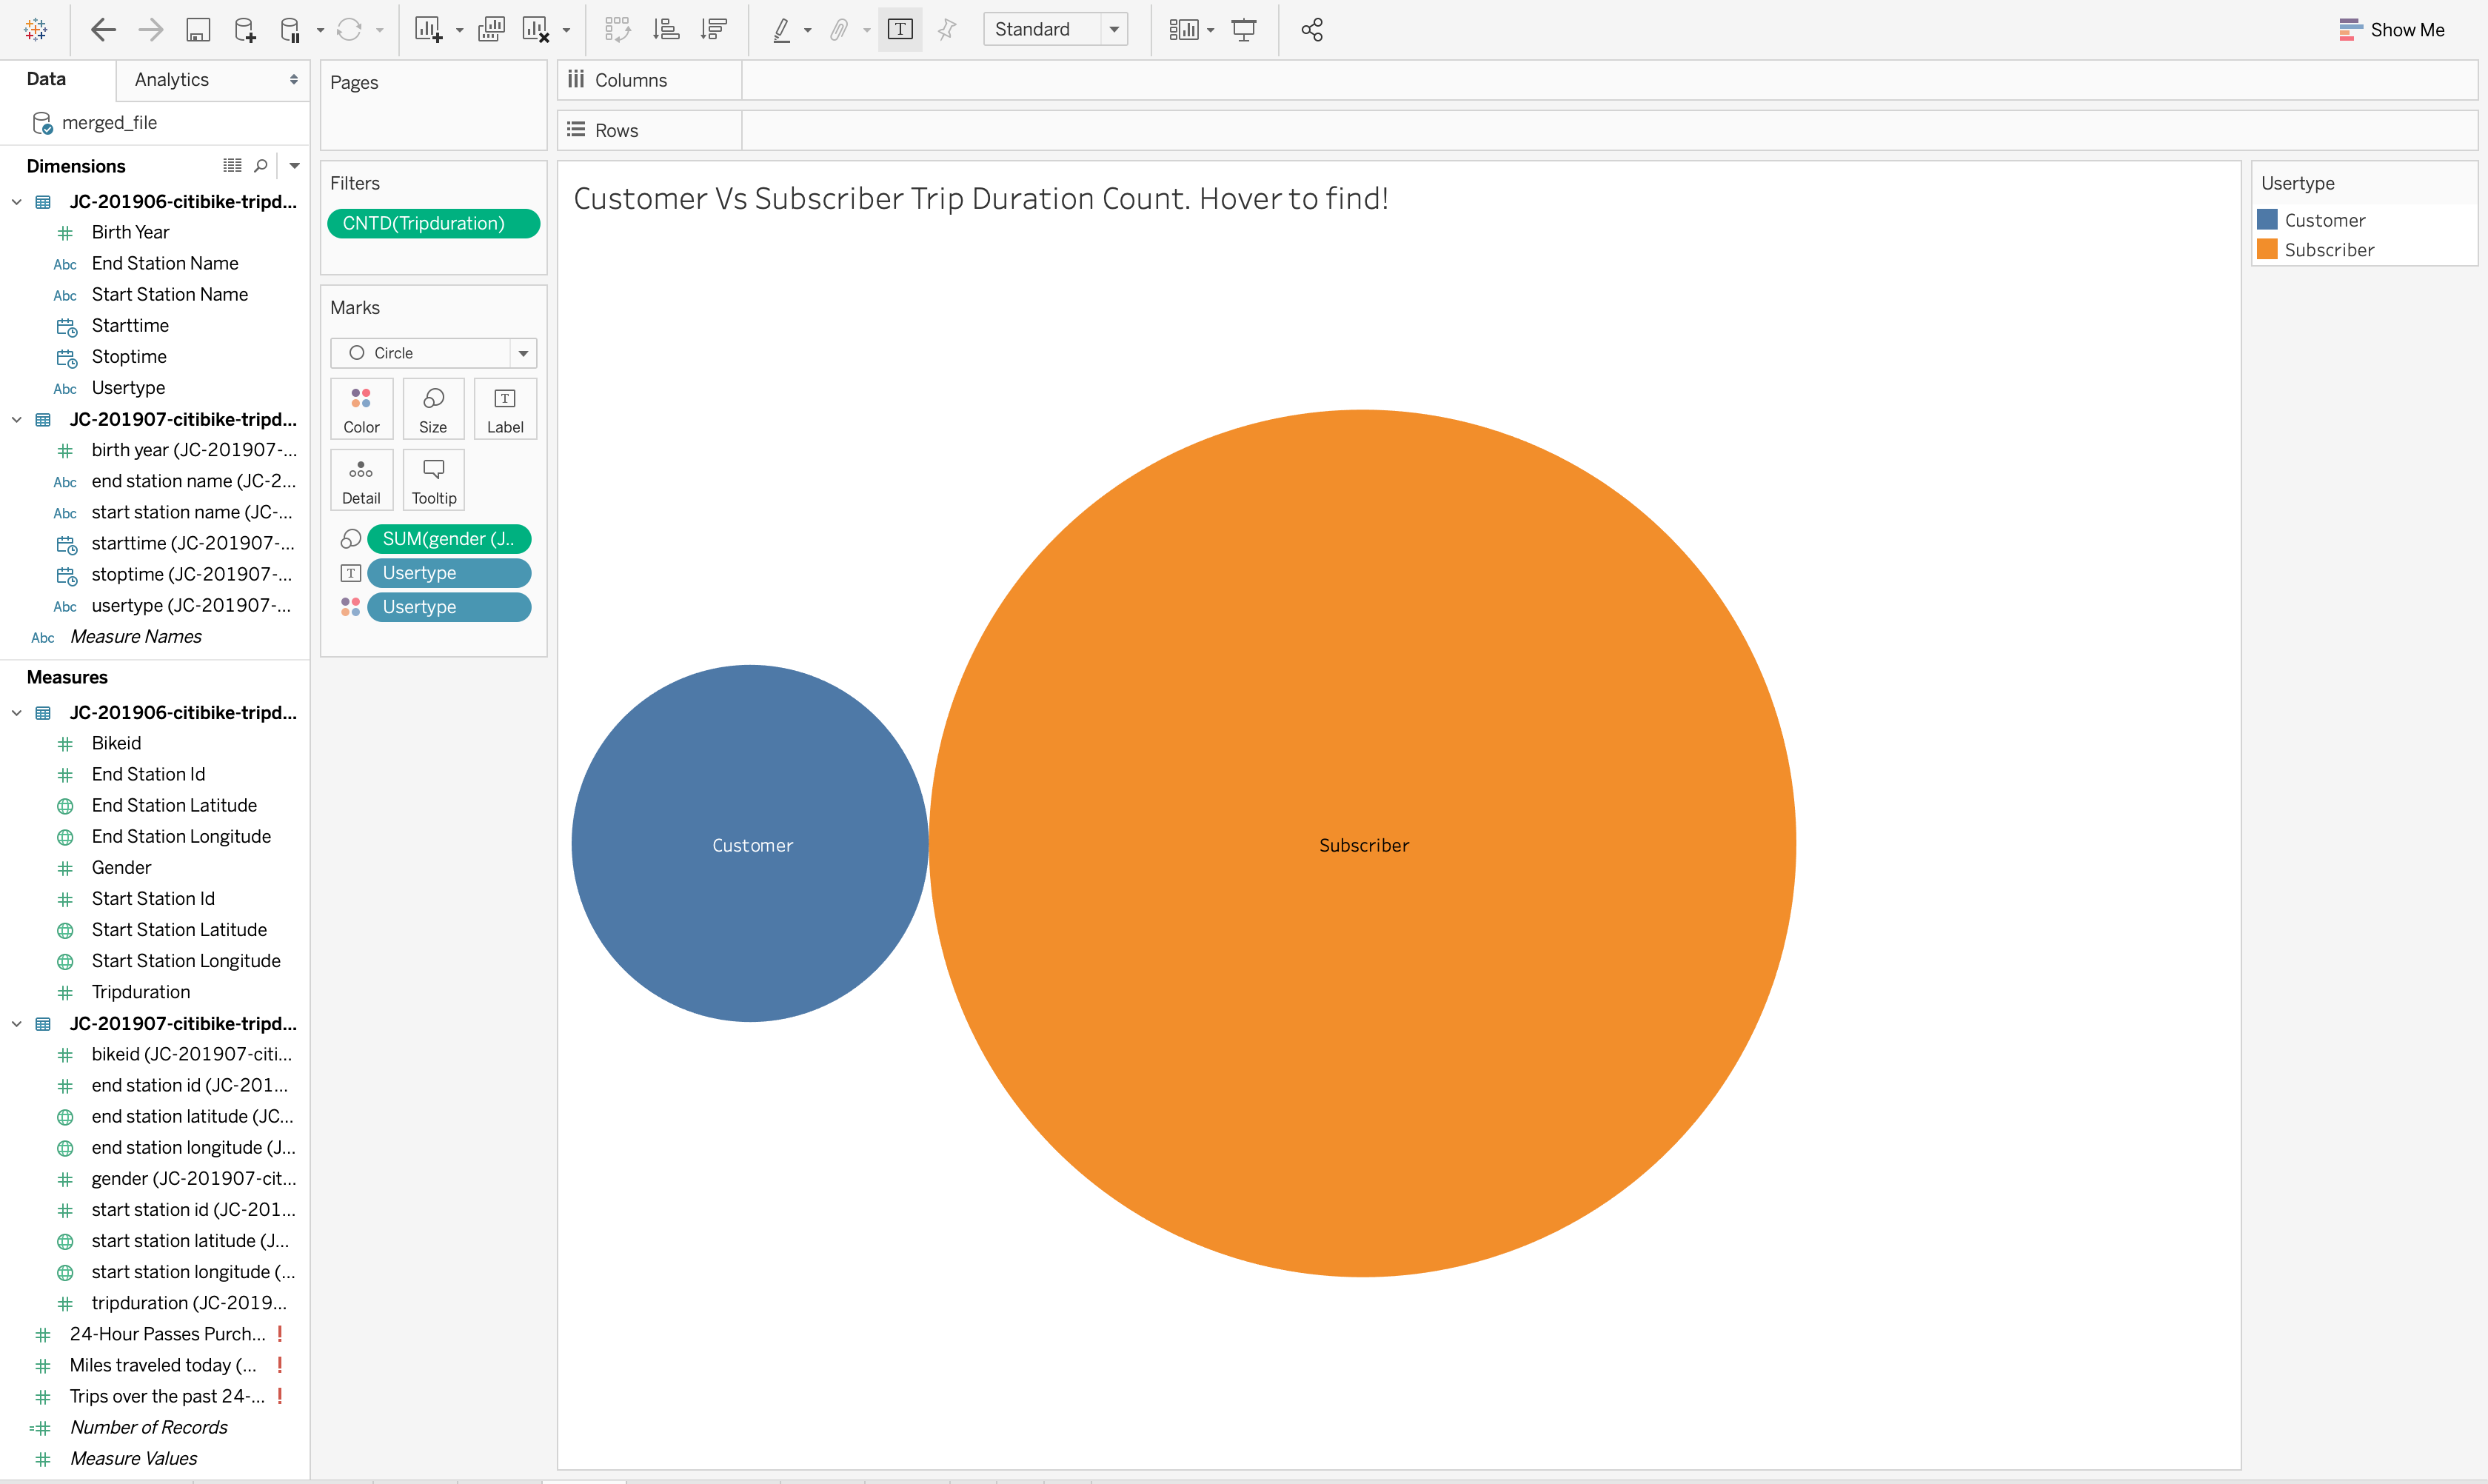 Standard
Show Me
Data
Analytics
merged_file
Dimensions
JC-201906-citibike-tripd...
Birth Year
Abc End Station Name
Abc Start Station Name
Starttime
Stoptime
Abc Usertype
JC-201907-citibike-tripd...
birth year (JC-201907-...
Abc end station name (JC-2...
Abc start station name (JC-...
starttime (JC-201907-...
stoptime (JC-201907-...
Abc usertype (JC-201907-...
Abc Measure Names
Measures
JC-201906-citibike-tripd...
Bikeid
End Station Id
End Station Latitude
End Station Longitude
Gender
Start Station Id
Start Station Latitude
Start Station Longitude
Tripduration
JC-201907-citibike-tripd...
bikeid (JC-201907-citi...
end station id (JC-201...
end station latitude (JC...
end station longitude (J...
gender (JC-201907-cit...
start station id (JC-201...
start station latitude (J...
start station longitude (...
tripduration (JC-2019...
24-Hour Passes Purch... !
Miles traveled today (... !
Trips over the past 24-... !
=# Number of Records
Measure Values
Pages
Filters
CNTD(Tripduration)
Marks
Circle
Color
Size
T
Label
Detail
Tooltip
SUM(gender (J..
T Usertype
Usertype
Columns
Rows
Customer Vs Subscriber Trip Duration Count. Hover to find!
Customer
Subscriber
Usertype
Customer
Subscriber